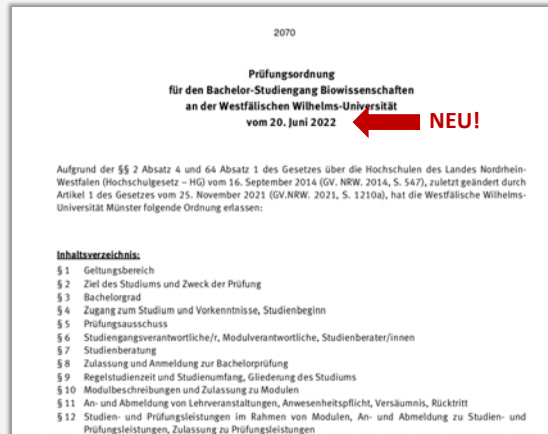 2070
Prüfungsordnung
für den Bachelor-Studiengang Biowissenschaften
an der Westfälischen Wilhelms-Universität
vom 20. Juni 2022
NEU!
Aufgrund der §§ 2 Absatz 4 und 64 Absatz 1 des Gesetzes über die Hochschulen des Landes Nordrhein-
Westfalen (Hochschulgesetz – HG) vom 16. September 2014 (GV. NRW. 2014, S. 547), zuletzt geändert durch
Artikel 1 des Gesetzes vom 25. November 2021 (GV.NRW. 2021, S. 1210a), hat die Westfälische Wilhelms-
Universität Münster folgende Ordnung erlassen:
Inhaltsverzeichnis:
§ 1 Geltungsbereich
§ 2 Ziel des Studiums und Zweck der Prüfung
§ 3 Bachelorgrad
§ 4 Zugang zum Studium und Vorkenntnisse, Studienbeginn
§ 5 Prüfungsausschuss
§ 6 Studiengangsverantwortliche/r, Modulverantwortliche, Studienberater/innen
§ 7 Studienberatung
§ 8 Zulassung und Anmeldung zur Bachelorprüfung
§ 9 Regelstudienzeit und Studienumfang, Gliederung des Studiums
§ 10 Modulbeschreibungen und Zulassung zu Modulen
§ 11 An- und Abmeldung von Lehrveranstaltungen, Anwesenheitspflicht, Versäumnis, Rücktritt
§ 12 Studien- und Prüfungsleistungen im Rahmen von Modulen, An- und Abmeldung zu Studien- und
Prüfungsleistungen, Zulassung zu Prüfungsleistungen